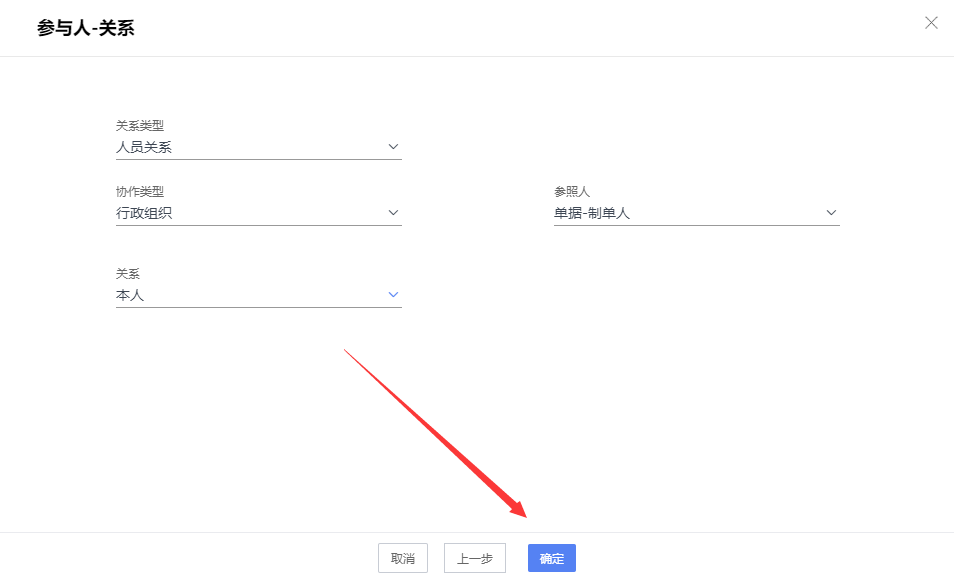 参与人-关系
关系类型
人员关系
协作类型
参照人
行政组织
单据-制单人
关系
本人
取消
上一步
确定